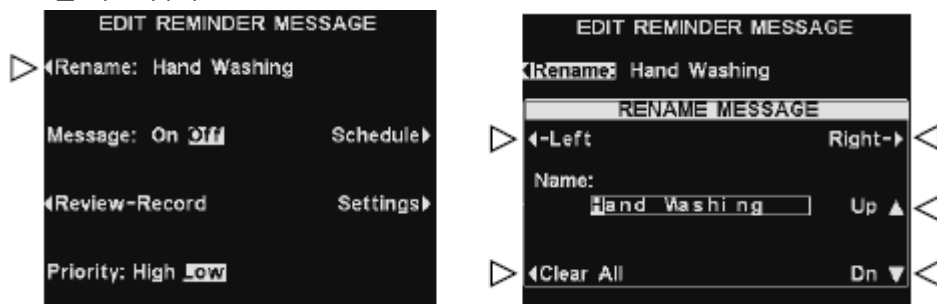 EDIT REMINDER MESSAGE
◂Rename: Hand Washing
Message: On Off Schedule▸
◂Review-Record Settings▸
Priority: High Low
EDIT REMINDER MESSAGE
◂Rename: Hand Washing
RENAME MESSAGE
◂-Left Right-▸
Name:
Hand Washing Up ▲
◂Clear All Dn ▼